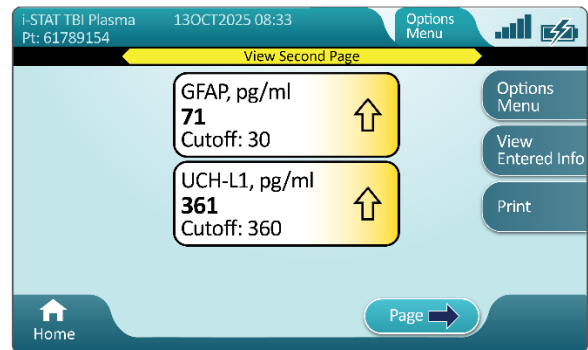 i-STAT TBI Plasma 13OCT2025 08:33 Options
Pt: 61789154 Menu
View Second Page
GFAP, pg/ml
71
Cutoff: 30
UCH-L1, pg/ml
361
Cutoff: 360
Options
Menu
View
Entered Info
Print
Page
Home